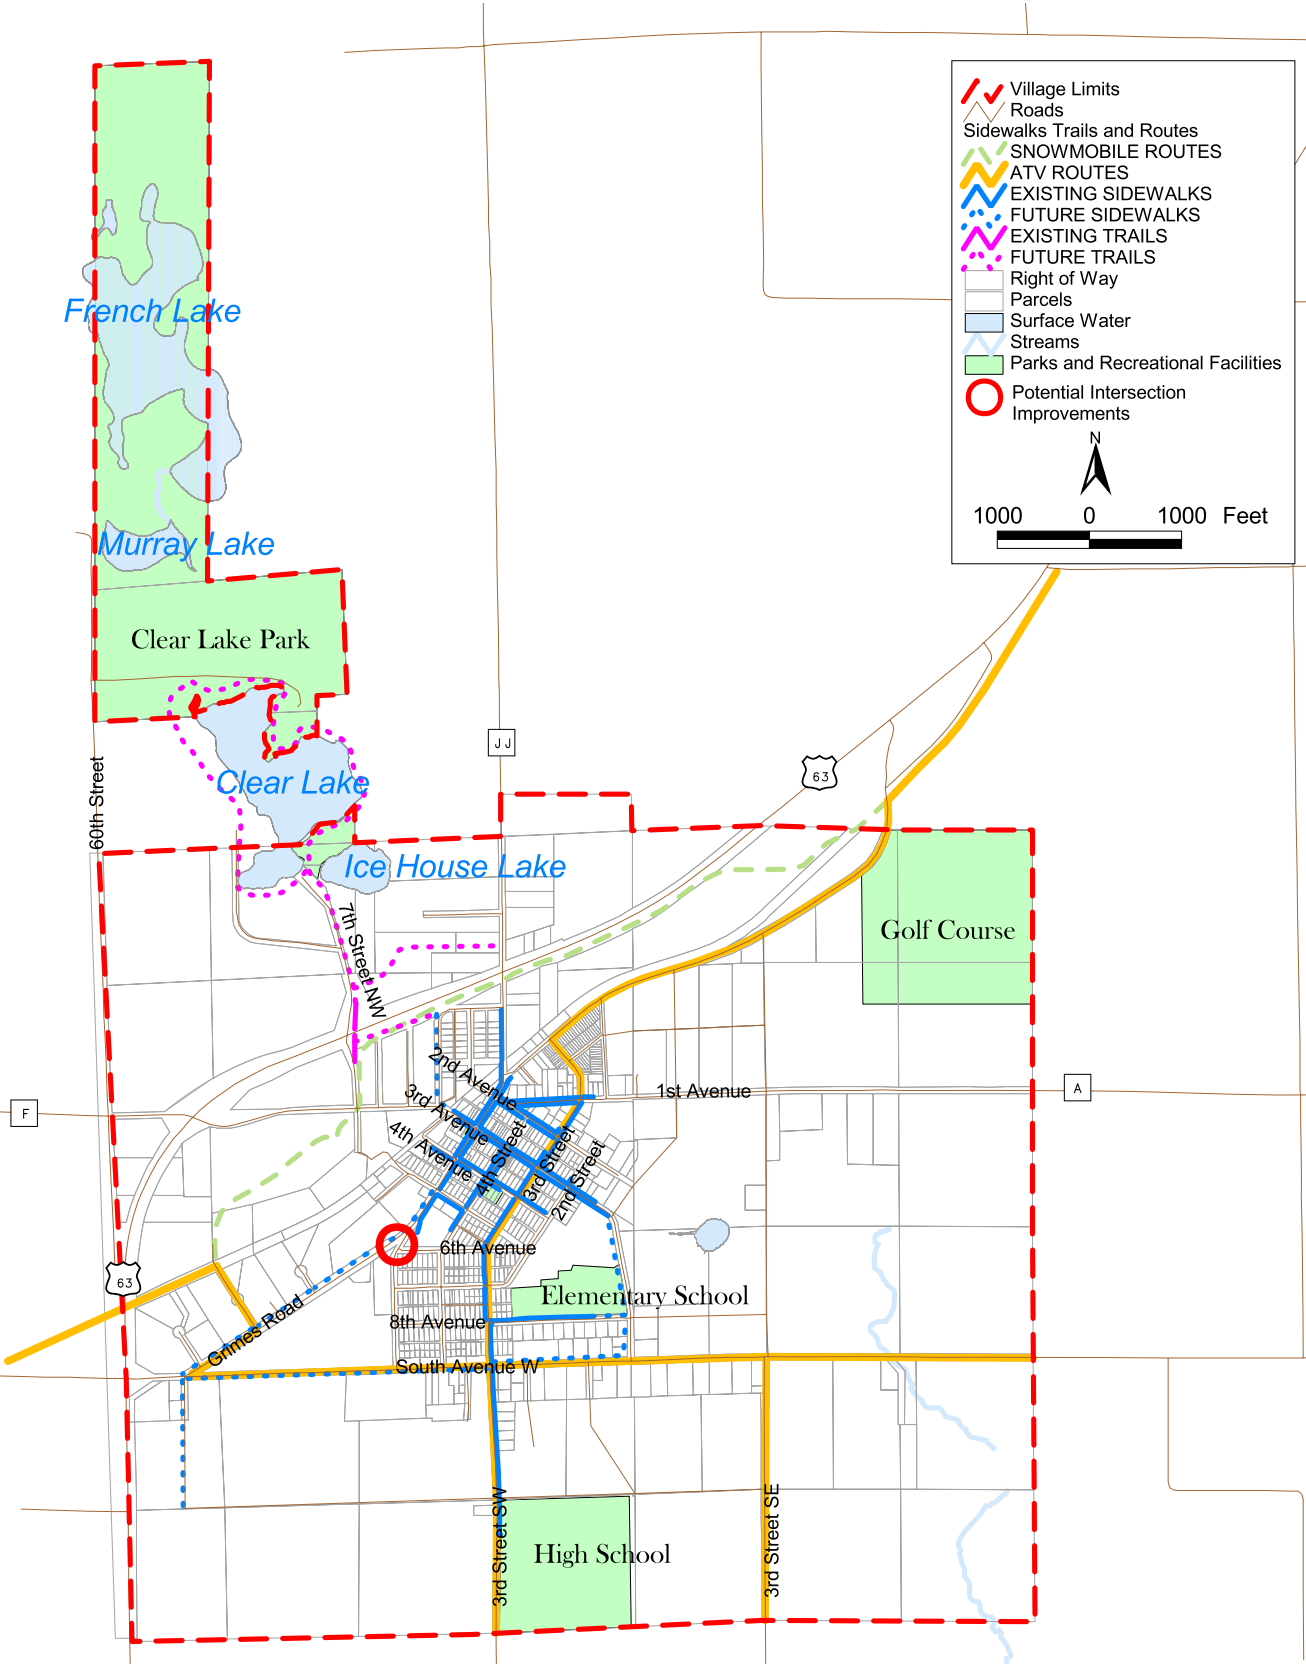 Village Limits
Roads
Sidewalks Trails and Routes
SNOWMOBILE ROUTES
ATV ROUTES
EXISTING SIDEWALKS
FUTURE SIDEWALKS
EXISTING TRAILS
FUTURE TRAILS
Right of Way
Parcels
Surface Water
Streams
Parks and Recreational Facilities
Potential Intersection
Improvements
N
1000 0 1000 Feet
French Lake
Murray Lake
Clear Lake Park
JJ
63
Clear Lake
60th Street
Ice House Lake
Golf Course
7th Street NW
2nd Avenue
1st Avenue
A
F
3rd Avenue
4th Avenue
4th Street
3rd Street
2nd Street
6th Avenue
63
Elementary School
Grimes Road
8th Avenue
South Avenue W
3rd Street SW
3rd Street SE
High School